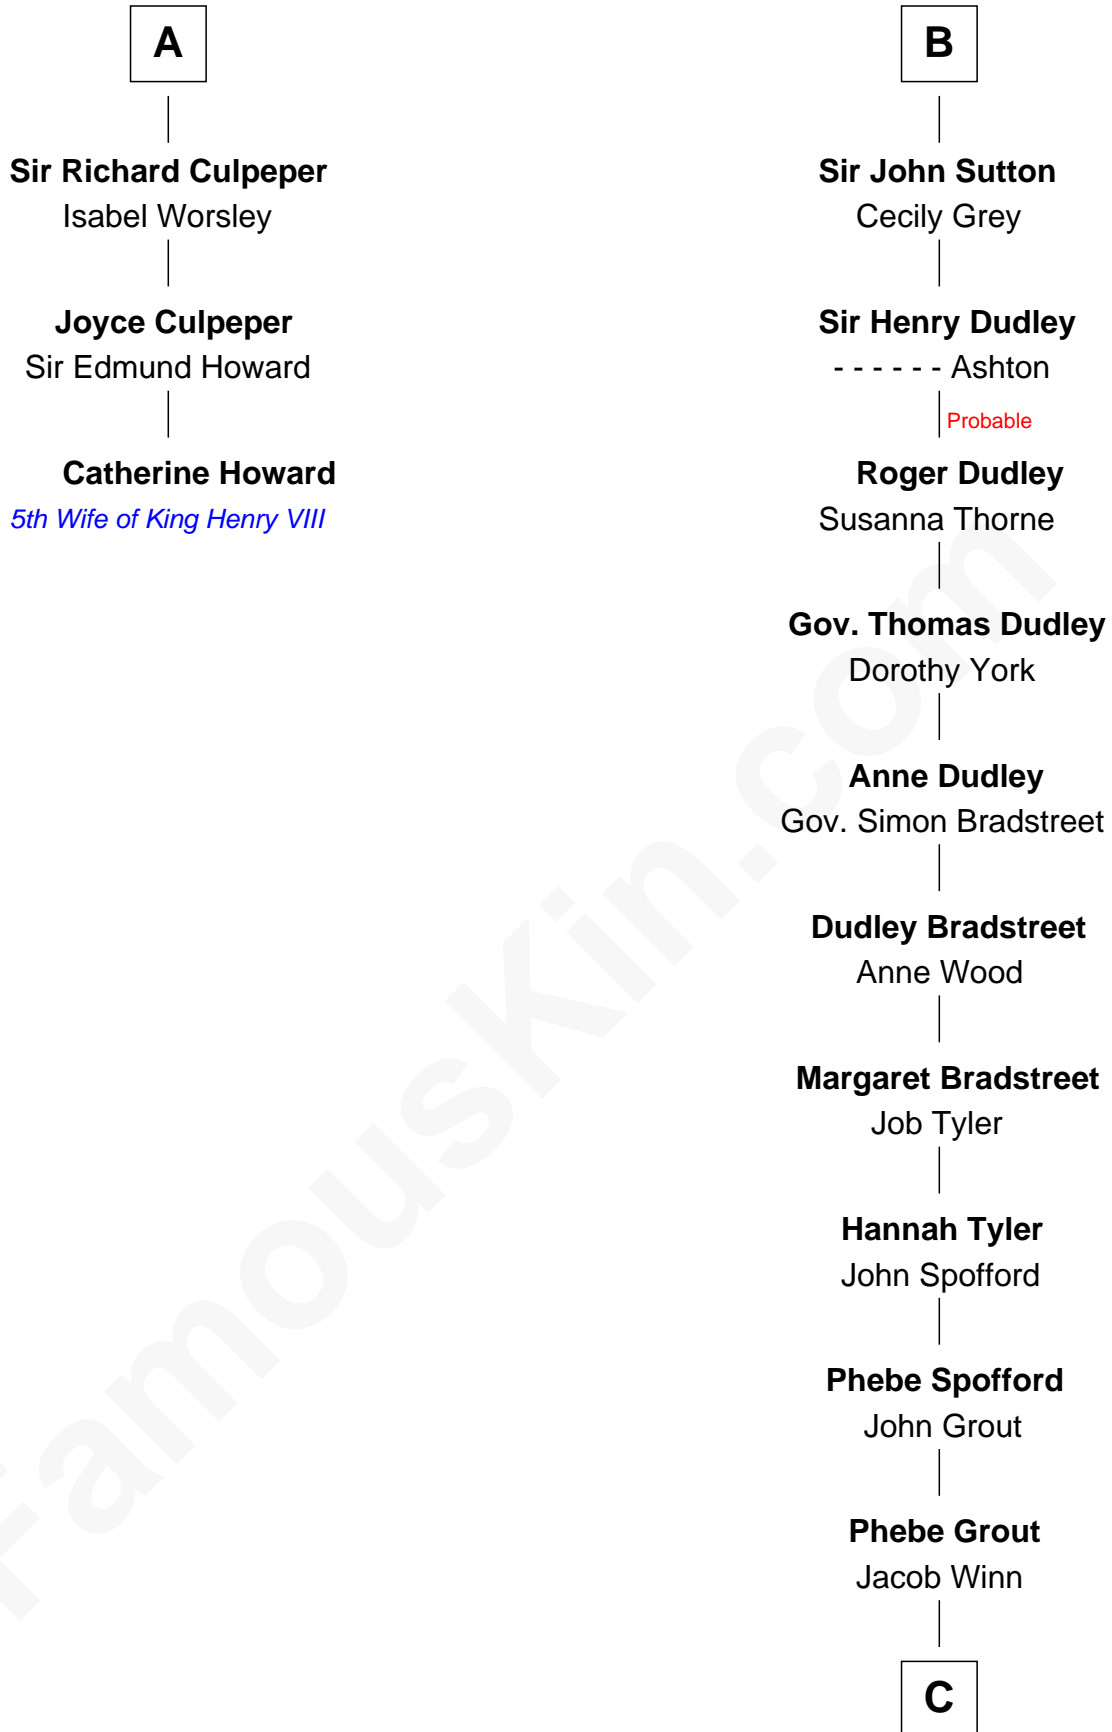 A
Sir Richard Culpeper
Isabel Worsley
Joyce Culpeper
Sir Edmund Howard
Catherine Howard
5th Wife of King Henry VIII
B
Sir John Sutton
Cecily Grey
Sir Henry Dudley
- - - - - - Ashton
Probable
Roger Dudley
Susanna Thorne
Gov. Thomas Dudley
Dorothy York
Anne Dudley
Gov. Simon Bradstreet
Dudley Bradstreet
Anne Wood
Margaret Bradstreet
Job Tyler
Hannah Tyler
John Spofford
Phebe Spofford
John Grout
Phebe Grout
Jacob Winn
C
FamousKin.com